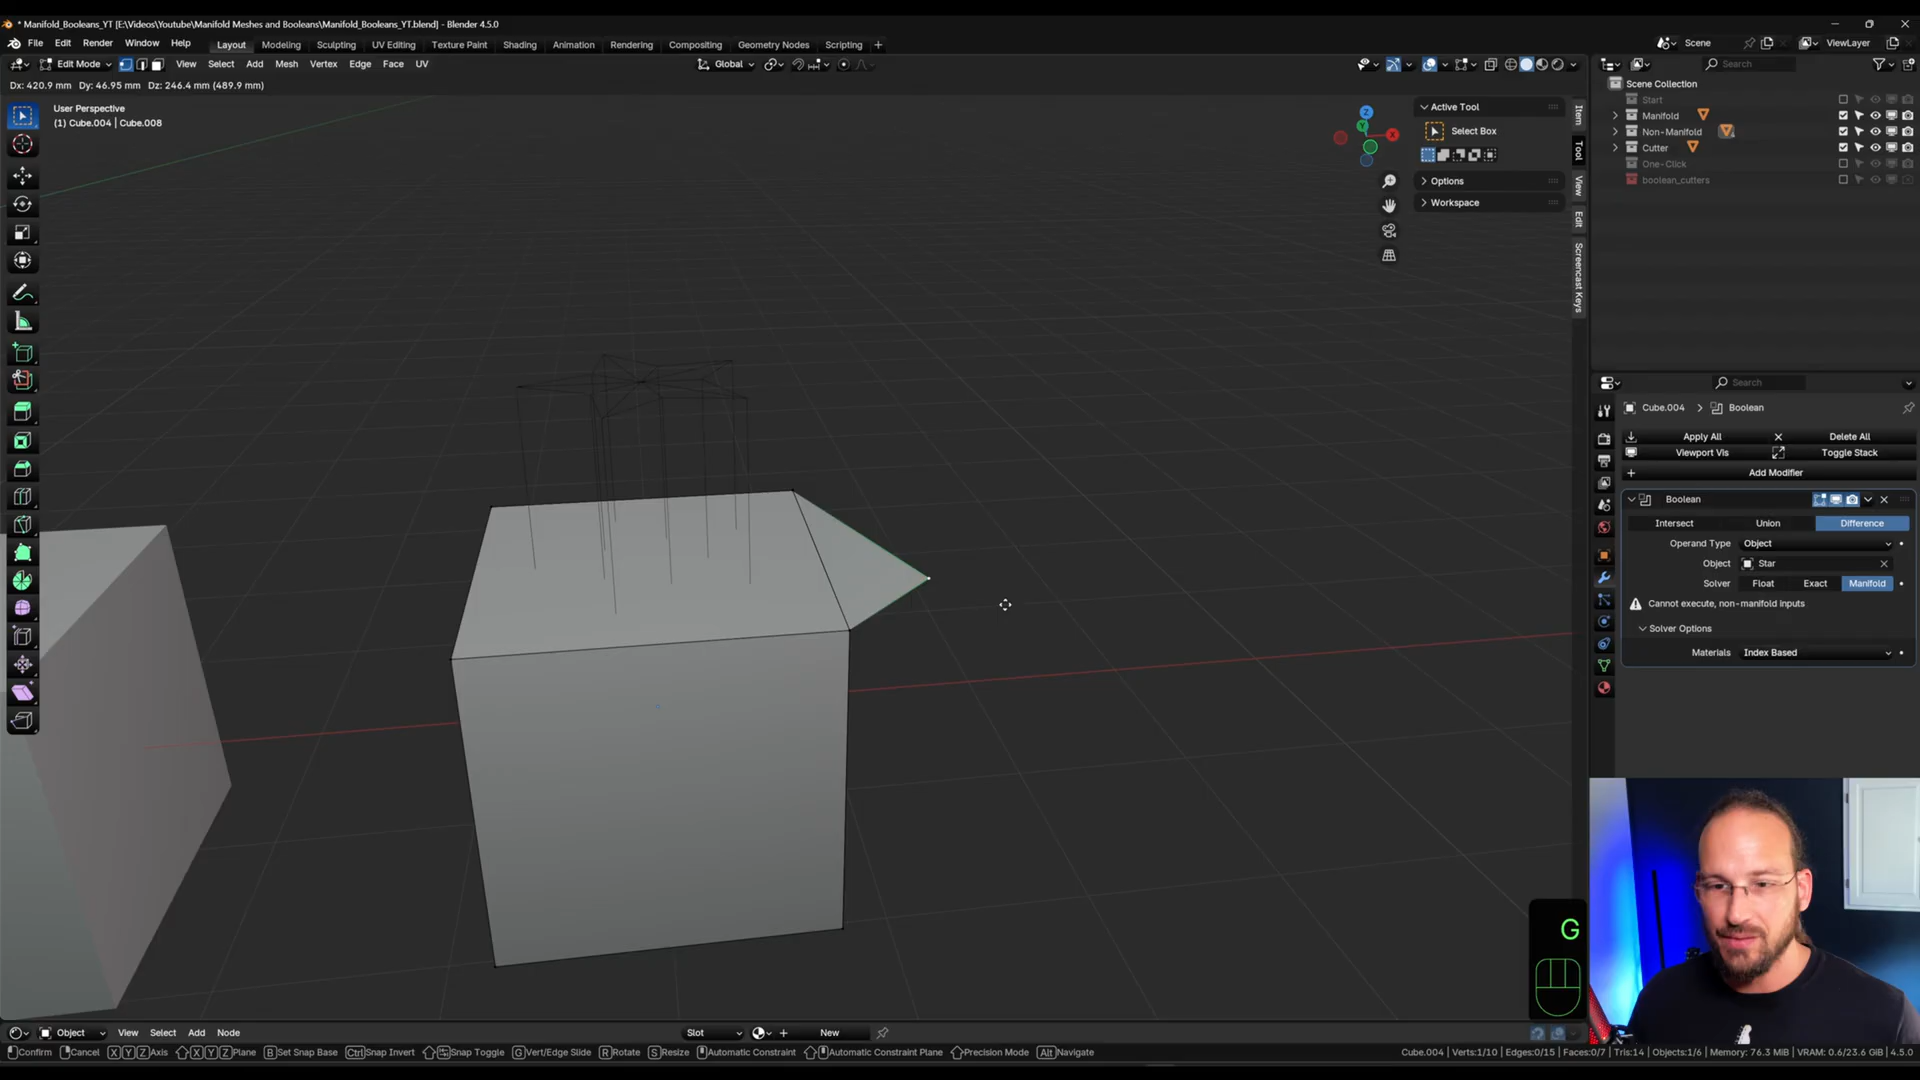 * Manifold_Booleans_YT [E:\Videos\Youtube\Manifold Meshes and Booleans\Manifold_Booleans_YT.blend] - Blender 4.5.0
File Edit Render Window Help Layout Modeling Sculpting UV Editing Texture Paint Shading Animation Rendering Compositing Geometry Nodes Scripting + Scene ViewLayer
Edit Mode View Select Add Mesh Vertex Edge Face UV Global Search
Dx: 420.9 mm Dy: 46.95 mm Dz: 246.4 mm (489.9 mm)
User Perspective
(1) Cube.004 | Cube.008
Active Tool
Select Box
Options
Workspace
Item
Tool
View
Edit
Screencast Keys
Z
Y
X
Scene Collection
Start
Manifold
Non-Manifold
Cutter
One-Click
boolean_cutters
Search
Cube.004 > Boolean
Apply All Delete All
Viewport Vis Toggle Stack
Add Modifier
Boolean
Intersect Union Difference
Operand Type Object
Object Star
Solver Float Exact Manifold
Cannot execute, non-manifold inputs
Solver Options
Materials Index Based
G
Object View Select Add Node Slot New
Confirm Cancel X Y Z Axis X Y Z Plane B Set Snap Base Ctrl Snap Invert Snap Toggle G Vert/Edge Slide R Rotate S Resize Automatic Constraint Automatic Constraint Plane Precision Mode Alt Navigate
Cube.004 | Verts:1/10 | Edges:0/15 | Faces:0/7 | Tris:14 | Objects:1/6 | Memory: 76.3 MiB | VRAM: 0.6/23.6 GiB | 4.5.0